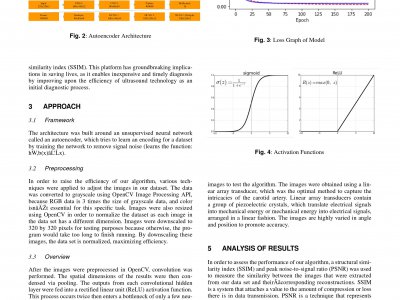 Fig. 2: Autoencoder Architecture
similarity index (SSIM). This platform has groundbreaking implica-
tions in saving lives, as it enables inexpensive and timely diagnosis
by improving upon the efficiency of ultrasound technology as an
initial diagnostic process.
3 APPROACH
3.1 Framework
The architecture was built around an unsupervised neural network
called an autoencoder, which tries to learn an encoding for a dataset
by training the network to remove signal noise (learns the function:
3.2 Preprocessing
In order to raise the efficiency of our algorithm, various tech-
niques were applied to adjust the images in our dataset. The data
was converted to grayscale using OpenCV Image Processing API,
because RGB data is 3 times the size of grayscale data, and color
essential for this specific task. Images were also resized
using OpenCV in order to normalize the dataset as each image in
the data set has a different dimension. Images were downscaled to
320 by 320 pixels for testing purposes because otherwise, the pro-
gram would take too long to finish running. By downscaling these
images, the data set is normalized, maximizing efficiency.
After the images were preprocessed in OpenCV, convolution was
performed. The spatial dimensions of the results were then con-
densed via pooling. The outputs from each convolutional hidden
layer were fed into a rectified linear unit (ReLU) activation function.
This process occurs twice then enters a bottleneck of only a few neu-
0.00
0 25 50 75 100 125 150 175 200
Epoch
Fig. 3: Loss Graph of Model
sigmoid
ReLU
Fig. 4: Activation Functions
images to test the algorithm. The images were obtained using a lin-
ear array transducer, which was the optimal method to capture the
intricacies of the carotid artery. Linear array transducers contain
a group of piezoelectric crystals, which translate electrical signals
into mechanical energy or mechanical energy into electrical signals,
arranged in a linear fashion. The images are highly varied in angle
and position to promote accuracy.
5 ANALYSIS OF RESULTS
In order to assess the performance of our algorithm, a structural simi-
larity index (SSIM) and peak noise-to-signal ratio (PSNR) was used
to measure the similarity between the images that were extracted
from our data set and reconstructions. SSIM is a
system that attaches a value to the amount of compression or loss
there is in data transmission. PSNR is a technique that represents